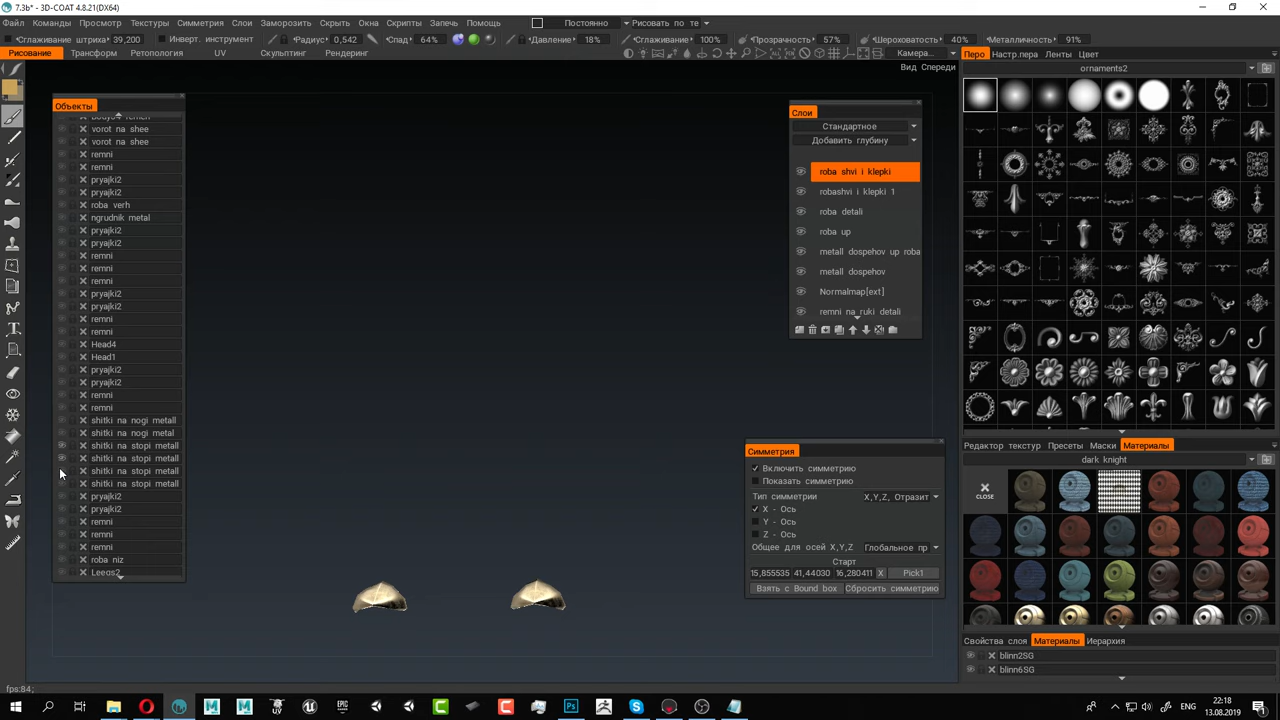 7.3b* - 3D-COAT 4.8.21(DX64)
Файл Команды Просмотр Текстуры Симметрия Слои Заморозить Скрыть Окна Скрипты Запечь Помощь Постоянно Рисовать по те
Сглаживание штриха 39,200 Инверт. инструмент Радиус: 0,542 Спад: 64% Давление: 18% Сглаживание: 100% Прозрачность: 57% Шероховатость: 40% Металличность: 91%
Рисование Трансформ Ретопология UV Скульптинг Рендеринг Камера...
Вид Спереди
Объекты
vorot na shee
vorot na shee
remni
remni
pryajki2
pryajki2
roba verh
ngrudnik metal
pryajki2
pryajki2
remni
remni
remni
pryajki2
pryajki2
remni
remni
Head4
Head1
pryajki2
pryajki2
remni
remni
shitki na nogi metall
shitki na nogi metal
shitki na stopi metall
shitki na stopi metall
shitki na stopi metall
shitki na stopi metall
pryajki2
pryajki2
remni
remni
remni
roba niz
Слои
Стандартное
Добавить глубину
roba shvi i klepki
robashvi i klepki 1
roba detali
roba up
metall dospehov up roba
metall dospehov
Normalmap[ext]
remni na ruki detali
Симметрия
Включить симметрию
Показать симметрию
Тип симметрии X,Y,Z, Отразит
X - Ось
Y - Ось
Z - Ось
Общее для осей X,Y,Z Глобальное пр
Старт
15,855535 41,44030 16,280411 X Pick1
Взять с Bound box Сбросить симметрию
Перо Настр.пера Ленты Цвет
ornaments2
Редактор текстур Пресеты Маски Материалы
dark knight
CLOSE
Свойства слоя Материалы Иерархия
blinn2SG
blinn6SG
fps:84;
UV EPIC GAMES
ENG 22:18
13.08.2019 1